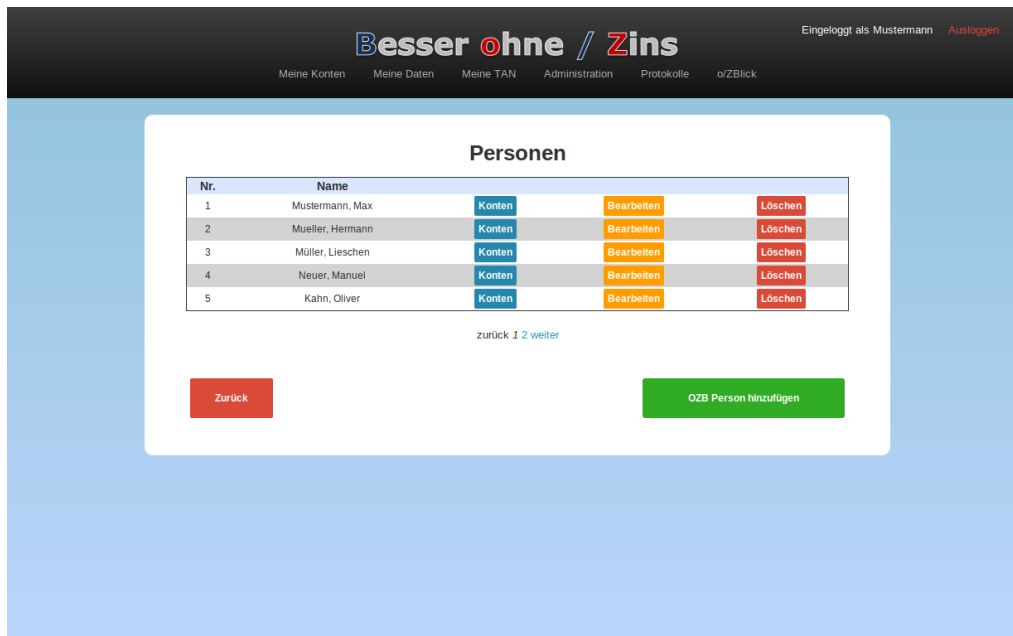 Eingeloggt als Mustermann Ausloggen
Besser ohne / Zins
Meine Konten Meine Daten Meine TAN Administration Protokolle o/ZBlick
Personen
Nr. Name
1 Mustermann, Max Konten Bearbeiten Löschen
2 Mueller, Hermann Konten Bearbeiten Löschen
3 Müller, Lieschen Konten Bearbeiten Löschen
4 Neuer, Manuel Konten Bearbeiten Löschen
5 Kahn, Oliver Konten Bearbeiten Löschen
zurück 1 2 weiter
Zurück OZB Person hinzufügen